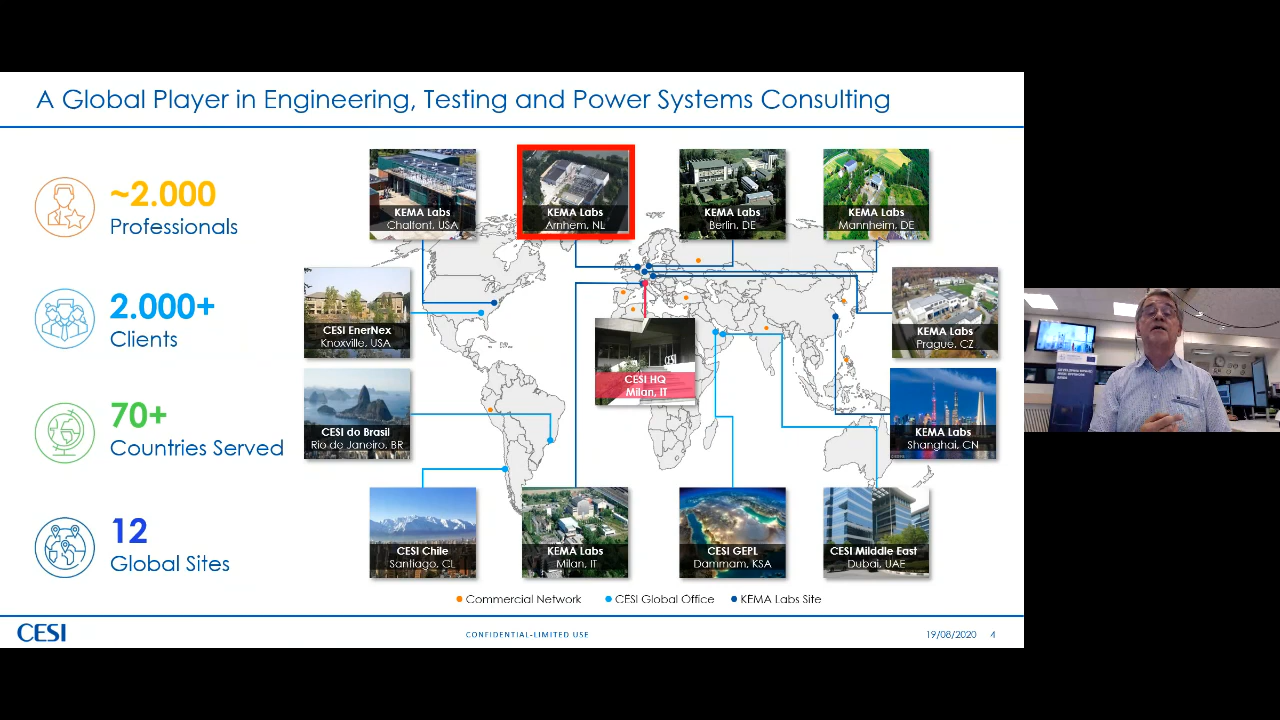 A Global Player in Engineering, Testing and Power Systems Consulting
~2.000
Professionals
2.000+
Clients
70+
Countries Served
12
Global Sites
KEMA Labs
Chalfont, USA
KEMA Labs
Arnhem, NL
KEMA Labs
Berlin, DE
KEMA Labs
Mannheim, DE
CESI EnerNex
Knoxville, USA
CESI
CESI HQ
Milan, IT
KEMA Labs
Prague, CZ
CESI do Brasil
Rio de Janeiro, BR
KEMA Labs
Shanghai, CN
CESI Chile
Santiago, CL
KEMA Labs
Milan, IT
CESI GEPL
Dammam, KSA
CESI Miiddle East
Dubai, UAE
Commercial Network
CESI Global Office
KEMA Labs Site
CESI
CONFIDENTIAL-LIMITED USE
19/08/2020 4